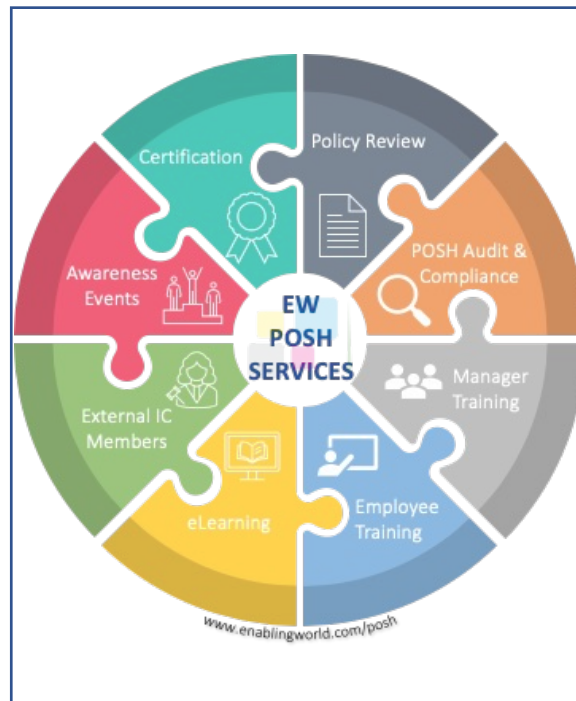 Certification
Policy Review
POSH Audit &
Compliance
Manager
Training
Employee
Training
eLearning
External IC
Members
Awareness
Events
EW
POSH
SERVICES
www.enablingworld.com/posh